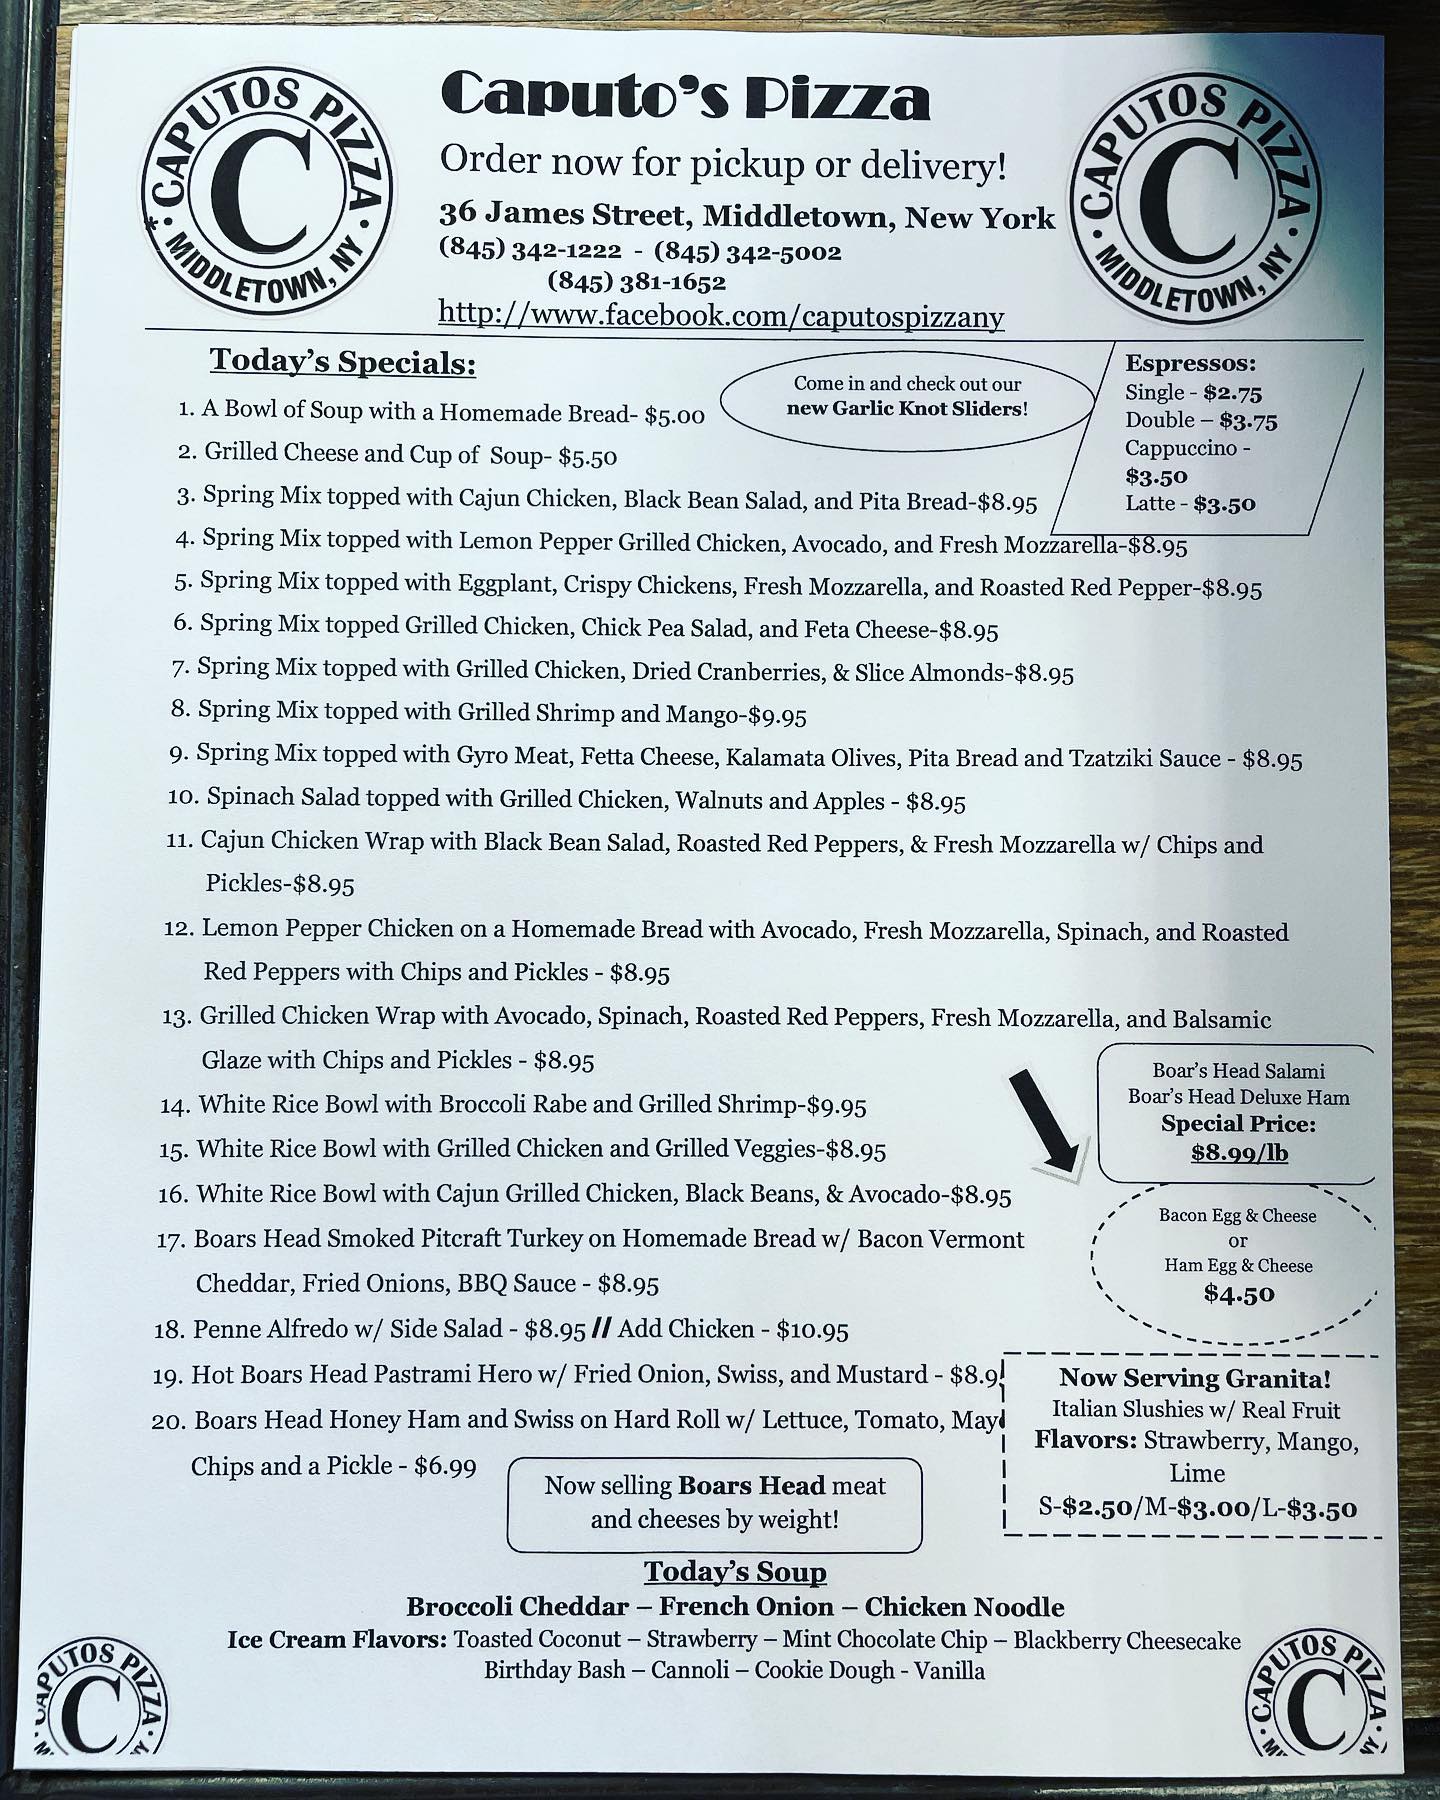 CAPUTOS PIZZA
C
* · MIDDLETOWN, NY ·
Caputo's Pizza
Order now for pickup or delivery!
36 James Street, Middletown, New York
(845) 342-1222 - (845) 342-5002
(845) 381-1652
http://www.facebook.com/caputospizzany
CAPUTOS PIZZA
C
· MIDDLETOWN, NY ·
Today's Specials:
Come in and check out our
new Garlic Knot Sliders!
Espressos:
Single - $2.75
Double – $3.75
Cappuccino -
$3.50
Latte - $3.50
1. A Bowl of Soup with a Homemade Bread- $5.00
2. Grilled Cheese and Cup of Soup- $5.50
3. Spring Mix topped with Cajun Chicken, Black Bean Salad, and Pita Bread-$8.95
4. Spring Mix topped with Lemon Pepper Grilled Chicken, Avocado, and Fresh Mozzarella-$8.95
5. Spring Mix topped with Eggplant, Crispy Chickens, Fresh Mozzarella, and Roasted Red Pepper-$8.95
6. Spring Mix topped Grilled Chicken, Chick Pea Salad, and Feta Cheese-$8.95
7. Spring Mix topped with Grilled Chicken, Dried Cranberries, & Slice Almonds-$8.95
8. Spring Mix topped with Grilled Shrimp and Mango-$9.95
9. Spring Mix topped with Gyro Meat, Fetta Cheese, Kalamata Olives, Pita Bread and Tzatziki Sauce - $8.95
10. Spinach Salad topped with Grilled Chicken, Walnuts and Apples - $8.95
11. Cajun Chicken Wrap with Black Bean Salad, Roasted Red Peppers, & Fresh Mozzarella w/ Chips and
Pickles-$8.95
12. Lemon Pepper Chicken on a Homemade Bread with Avocado, Fresh Mozzarella, Spinach, and Roasted
Red Peppers with Chips and Pickles - $8.95
13. Grilled Chicken Wrap with Avocado, Spinach, Roasted Red Peppers, Fresh Mozzarella, and Balsamic
Glaze with Chips and Pickles - $8.95
14. White Rice Bowl with Broccoli Rabe and Grilled Shrimp-$9.95
15. White Rice Bowl with Grilled Chicken and Grilled Veggies-$8.95
16. White Rice Bowl with Cajun Grilled Chicken, Black Beans, & Avocado-$8.95
17. Boars Head Smoked Pitcraft Turkey on Homemade Bread w/ Bacon Vermont
Cheddar, Fried Onions, BBQ Sauce - $8.95
18. Penne Alfredo w/ Side Salad - $8.95 // Add Chicken - $10.95
19. Hot Boars Head Pastrami Hero w/ Fried Onion, Swiss, and Mustard - $8.9
20. Boars Head Honey Ham and Swiss on Hard Roll w/ Lettuce, Tomato, May
Chips and a Pickle - $6.99
Boar's Head Salami
Boar's Head Deluxe Ham
Special Price:
$8.99/lb
Bacon Egg & Cheese
or
Ham Egg & Cheese
$4.50
Now Serving Granita!
Italian Slushies w/ Real Fruit
Flavors: Strawberry, Mango,
Lime
S-$2.50/M-$3.00/L-$3.50
Now selling Boars Head meat
and cheeses by weight!
Today's Soup
Broccoli Cheddar – French Onion – Chicken Noodle
Ice Cream Flavors: Toasted Coconut – Strawberry – Mint Chocolate Chip – Blackberry Cheesecake
Birthday Bash – Cannoli – Cookie Dough - Vanilla
CAPUTOS PIZZA
C
CAPUTOS PIZZA
C